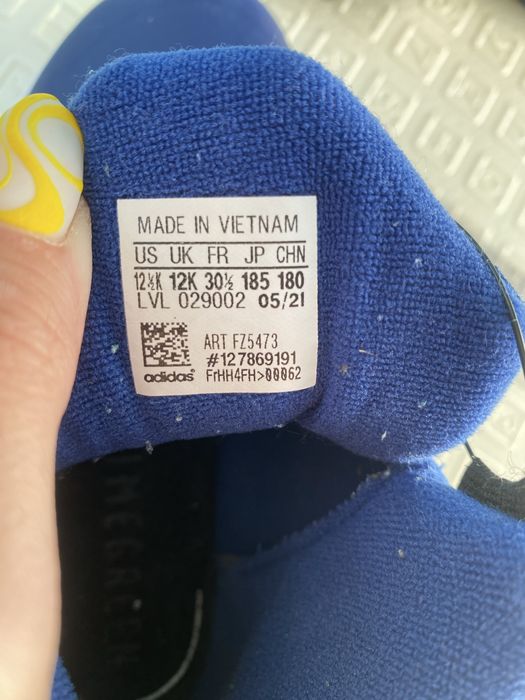 MADE IN VIETNAM
US UK FR JP CHN
12½K 12K 30½ 185 180
LVL 029002 05/21
ART FZ5473
#127869191
adidas® FrHH4FH>00062